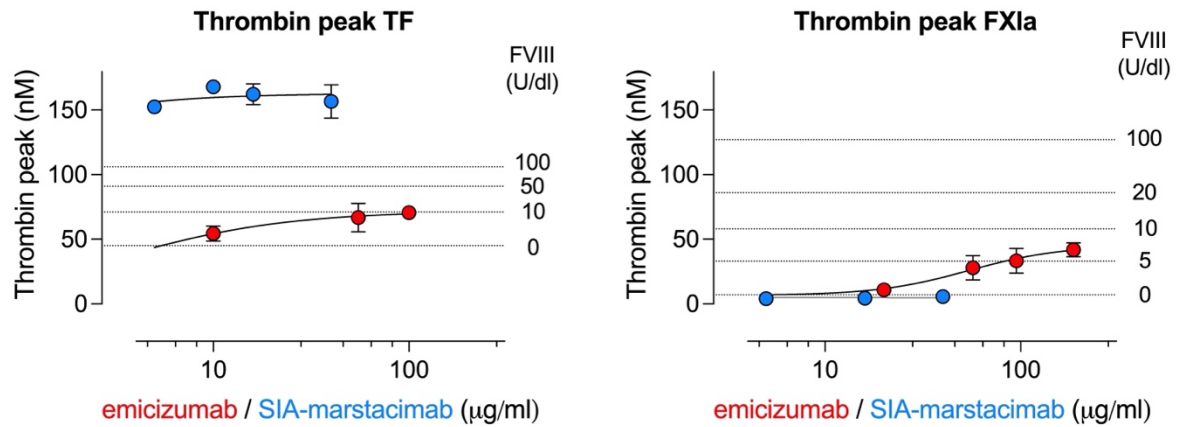 Thrombin peak TF
FVIII
(U/dl)
Thrombin peak (nM)
150
100
50
0
100
50
10
0
10
100
emicizumab / SIA-marstacimab (μg/ml)
Thrombin peak FXIa
FVIII
(U/dl)
Thrombin peak (nM)
150
100
50
0
100
20
10
5
0
10
100
emicizumab / SIA-marstacimab (μg/ml)